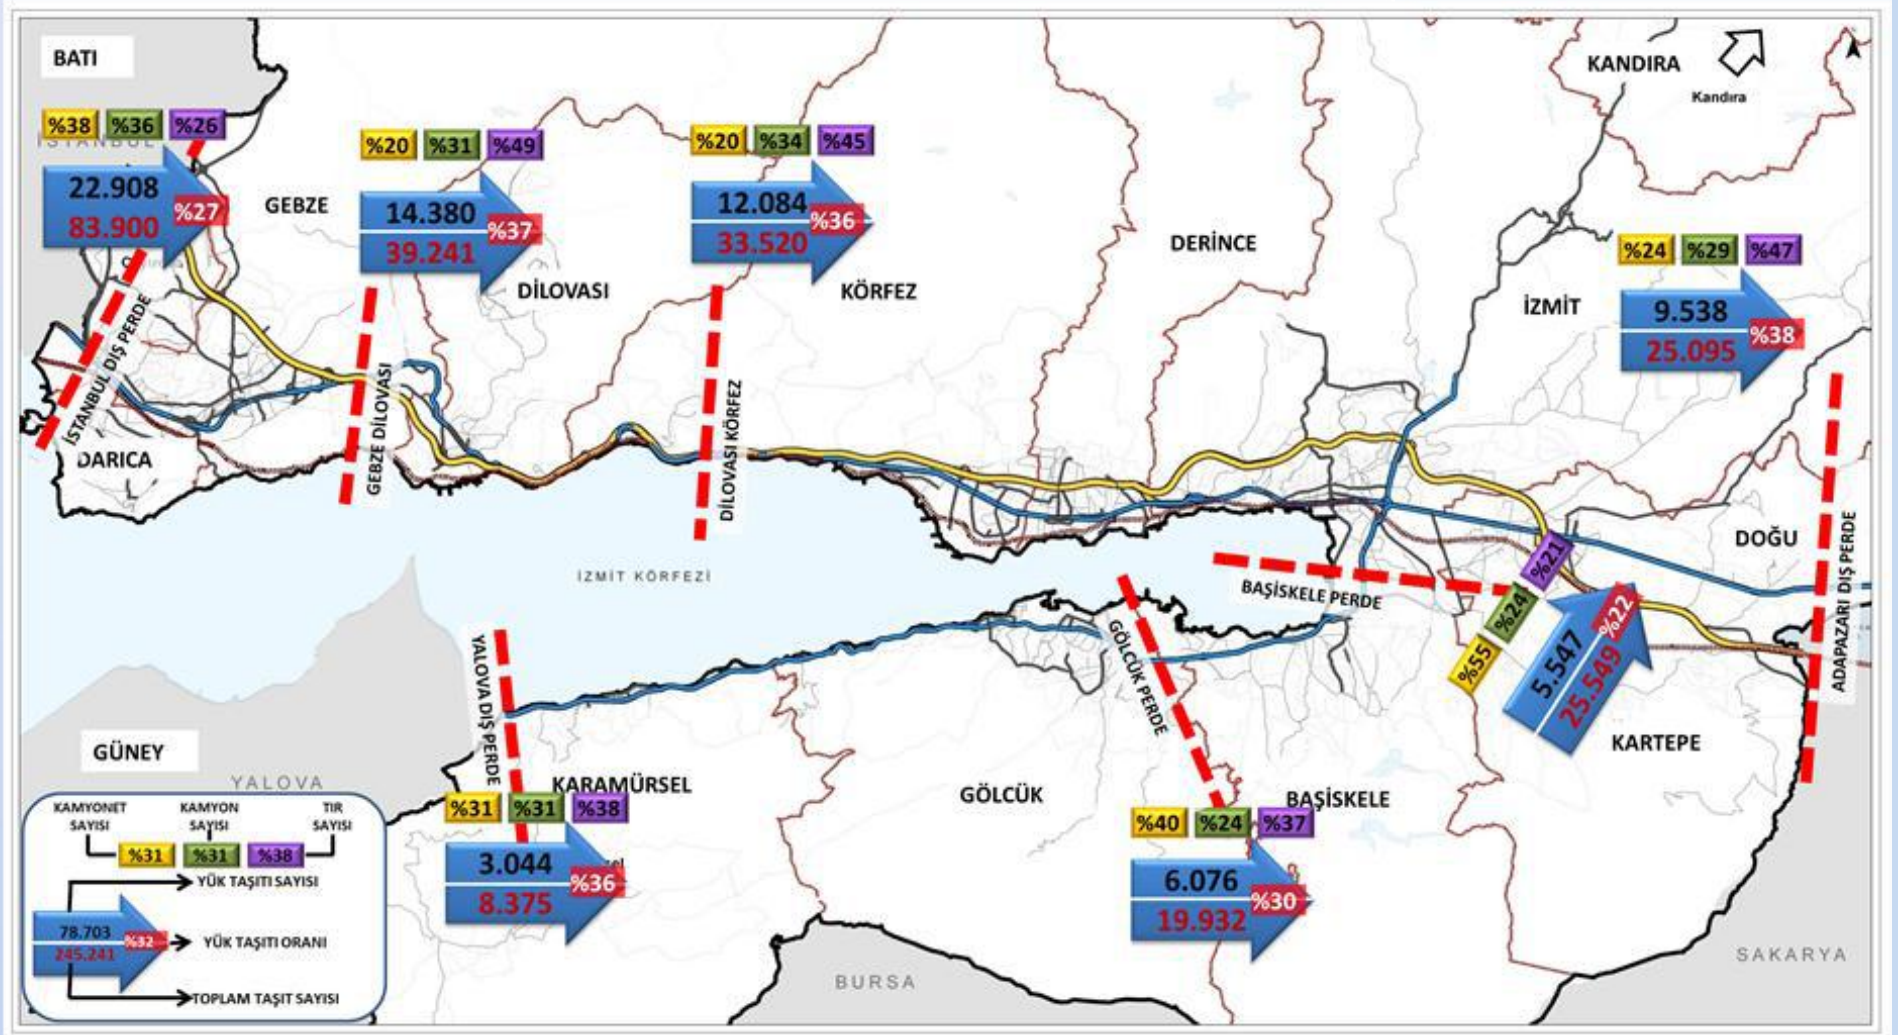 BATI
KANDIRA
Kandıra
%38 %36 %26
İSTANBUL
22.908
83.900
%27
GEBZE
%20 %31 %49
14.380
39.241
%37
DİLOVASI
%20 %34 %45
12.084
33.520
%36
KÖRFEZ
DERİNCE
%24 %29 %47
İZMİT
9.538
25.095
%38
İSTANBUL DIŞ PERDE
DARICA
GEBZE DİLOVASI
DİLOVASI KÖRFEZ
İZMİT KÖRFEZİ
DOĞU
ADAPAZARI DIŞ PERDE
BAŞİSKELE PERDE
%55 %24 %21
5.547
25.549
%22
KARTEPE
YALOVA DIŞ PERDE
GÖLCÜK PERDE
GÜNEY
YALOVA
KARAMÜRSEL
%31 %31 %38
3.044
8.375
%36
GÖLCÜK
BAŞİSKELE
%40 %24 %37
6.076
19.932
%30
BURSA
SAKARYA
KAMYONET SAYISI
KAMYON SAYISI
TIR SAYISI
%31 %31 %38
YÜK TAŞITI SAYISI
78.703
245.241
%32
YÜK TAŞITI ORANI
TOPLAM TAŞIT SAYISI